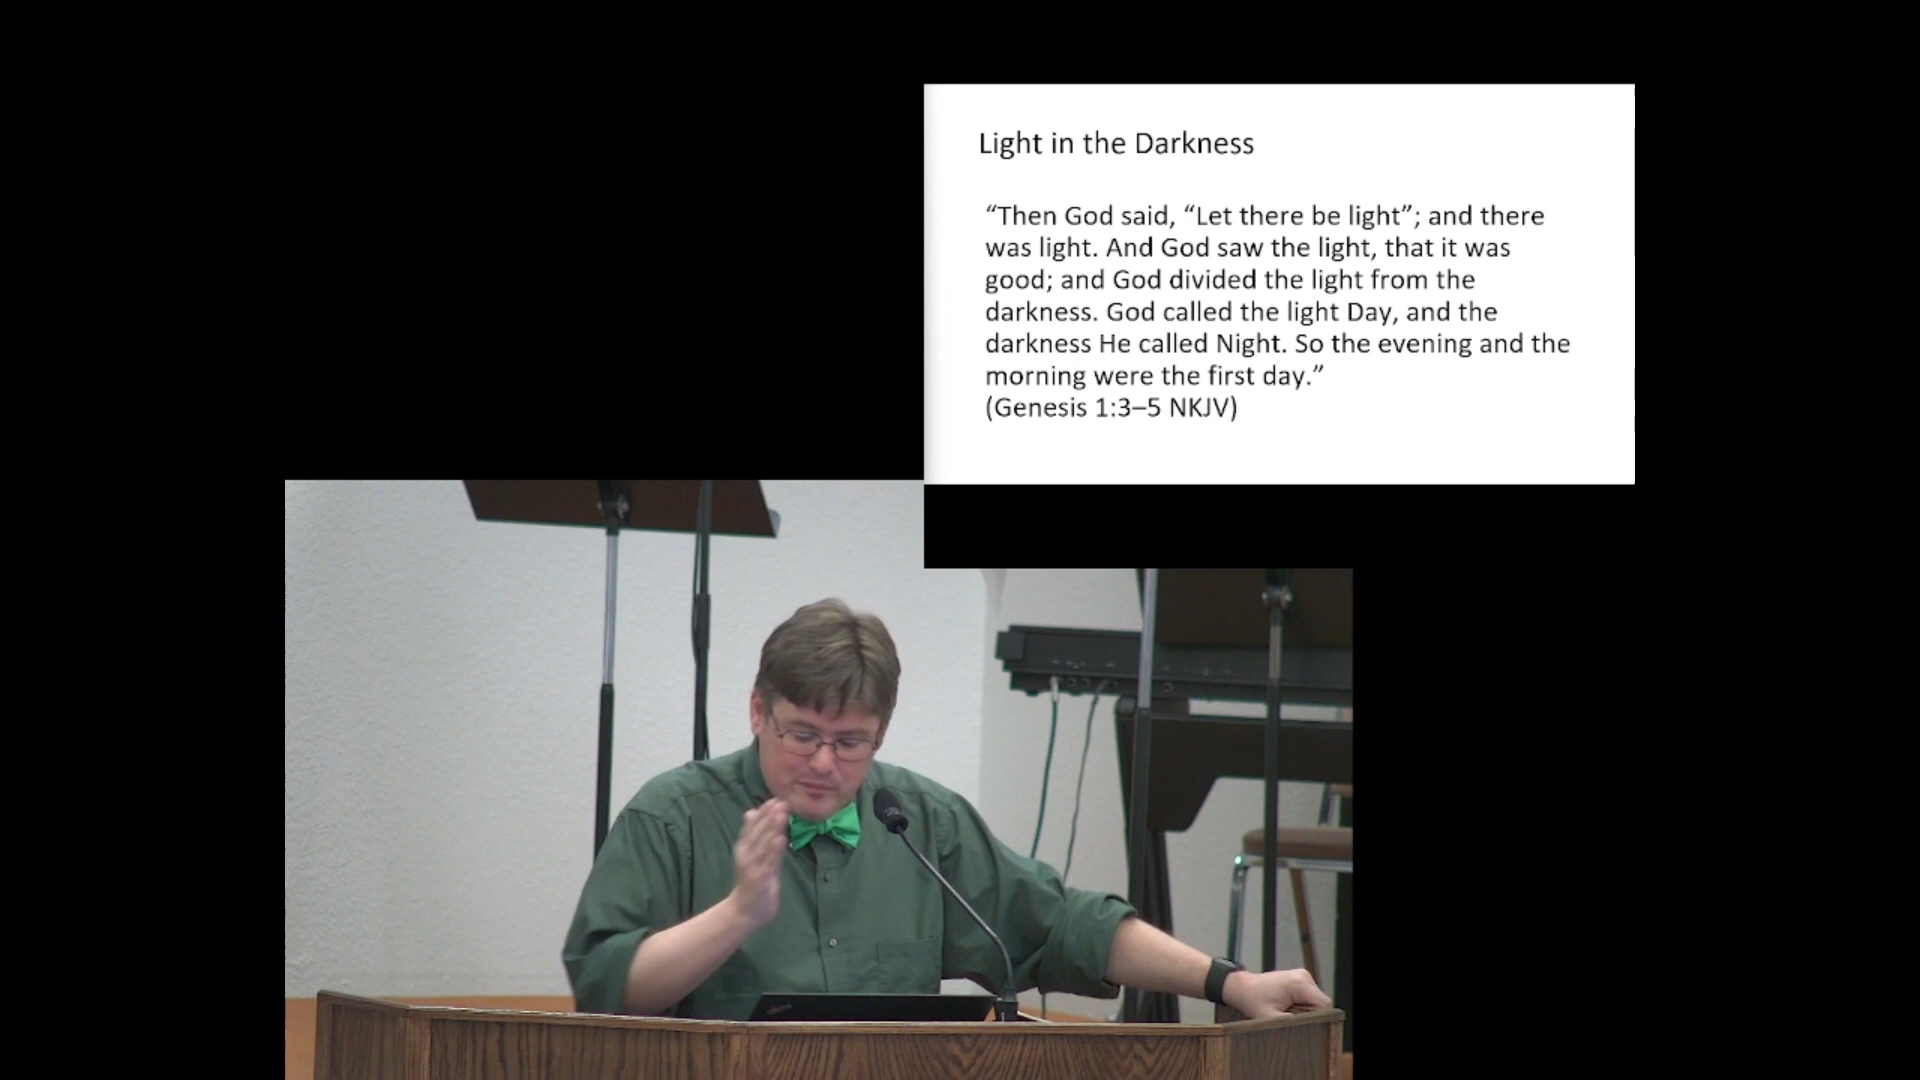 Light in the Darkness
“Then God said, “Let there be light”; and there
was light. And God saw the light, that it was
good; and God divided the light from the
darkness. God called the light Day, and the
darkness He called Night. So the evening and the
morning were the first day.”
(Genesis 1:3–5 NKJV)